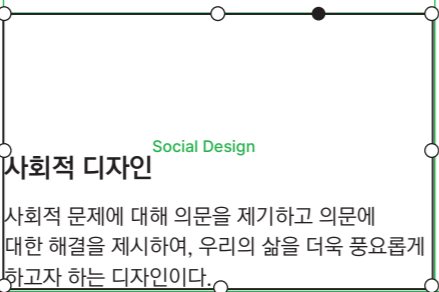 Social Design
사회적 디자인
사회적 문제에 대해 의문을 제기하고 의문에
대한 해결을 제시하여, 우리의 삶을 더욱 풍요롭게
하고자 하는 디자인이다.